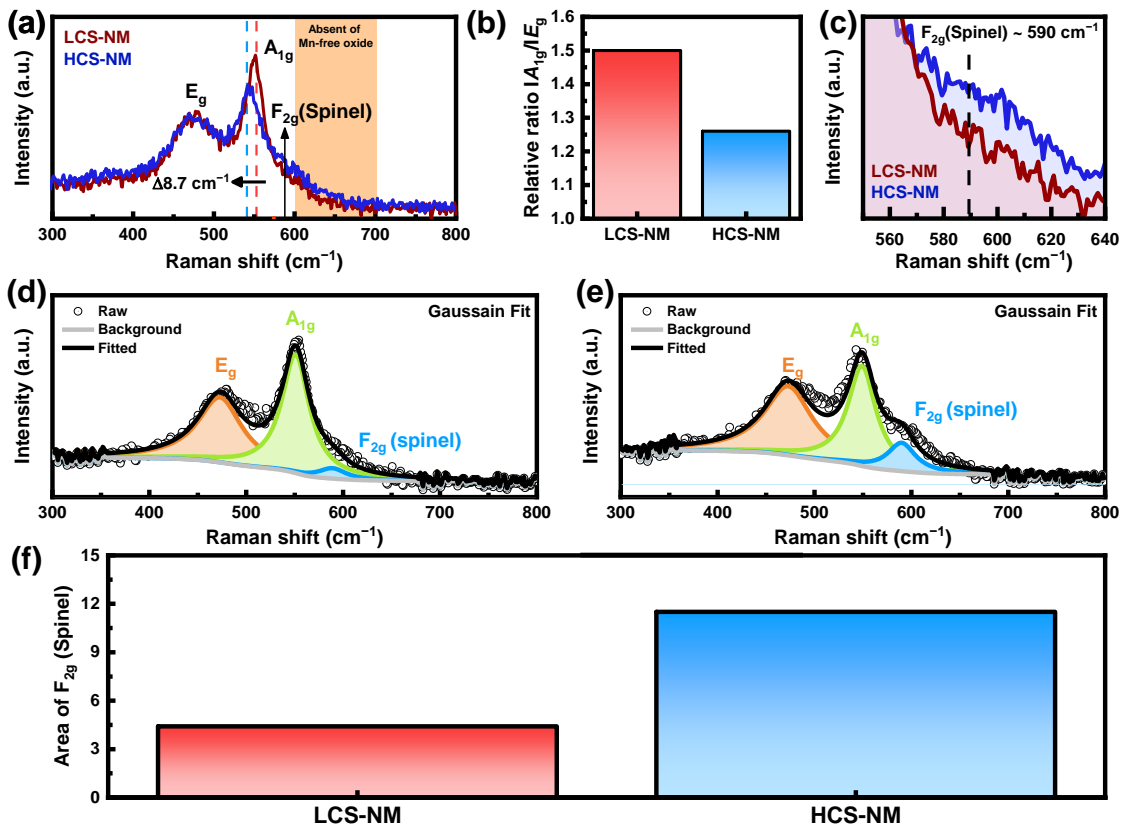 (a)
LCS-NM
HCS-NM
A1g
Absent of
Mn-free oxide
Eg
F2g(Spinel)
Δ8.7 cm⁻¹
Intensity (a.u.)
300 400 500 600 700 800
Raman shift (cm⁻¹)
(b)
Relative ratio IA1g/IEg
1.6
1.5
1.4
1.3
1.2
1.1
1.0
LCS-NM HCS-NM
(c)
F2g(Spinel) ~ 590 cm⁻¹
LCS-NM
HCS-NM
Intensity (a.u.)
560 580 600 620 640
Raman shift (cm⁻¹)
(d)
Raw
Background
Fitted
Gaussain Fit
A1g
Eg
F2g (spinel)
Intensity (a.u.)
300 400 500 600 700 800
Raman shift (cm⁻¹)
(e)
Raw
Background
Fitted
Gaussain Fit
A1g
Eg
F2g (spinel)
Intensity (a.u.)
300 400 500 600 700 800
Raman shift (cm⁻¹)
(f)
Area of F2g (Spinel)
15
12
9
6
3
0
LCS-NM HCS-NM